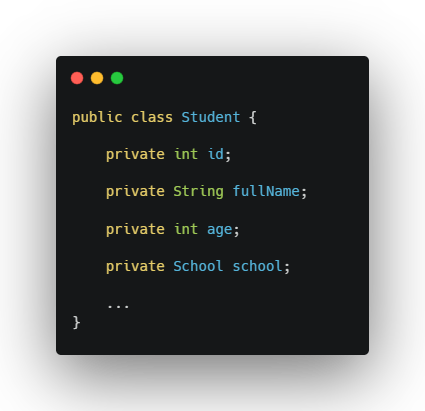 public class Student {
private int id;
private String fullName;
private int age;
private School school;
...
}